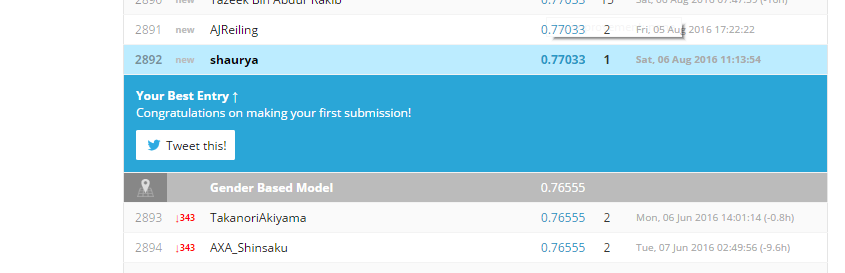 2890 new Tazeek Bin Abdur Rakib 0.77033 15 Sat, 06 Aug 2016 07:47:59 (-16h)
2891 new AJReiling 0.77033 2 Fri, 05 Aug 2016 17:22:22
2892 new shaurya 0.77033 1 Sat, 06 Aug 2016 11:13:54
Your Best Entry ↑
Congratulations on making your first submission!
Tweet this!
Gender Based Model 0.76555
2893 ↓343 TakanoriAkiyama 0.76555 2 Mon, 06 Jun 2016 14:01:14 (-0.8h)
2894 ↓343 AXA_Shinsaku 0.76555 2 Tue, 07 Jun 2016 02:49:56 (-9.6h)